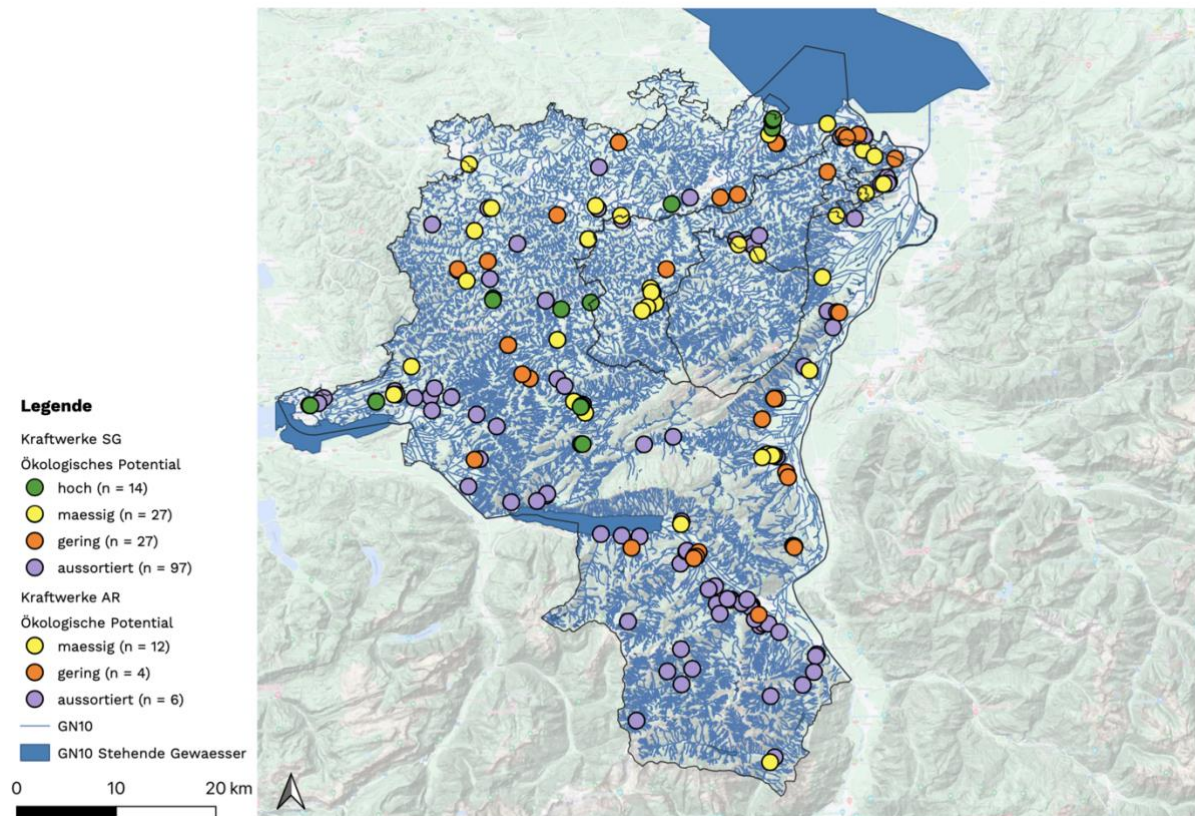 Legende
Kraftwerke SG
Ökologisches Potential
hoch (n = 14)
maessig (n = 27)
gering (n = 27)
aussortiert (n = 97)
Kraftwerke AR
Ökologische Potential
maessig (n = 12)
gering (n = 4)
aussortiert (n = 6)
GN10
GN10 Stehende Gewaesser
0 10 20 km